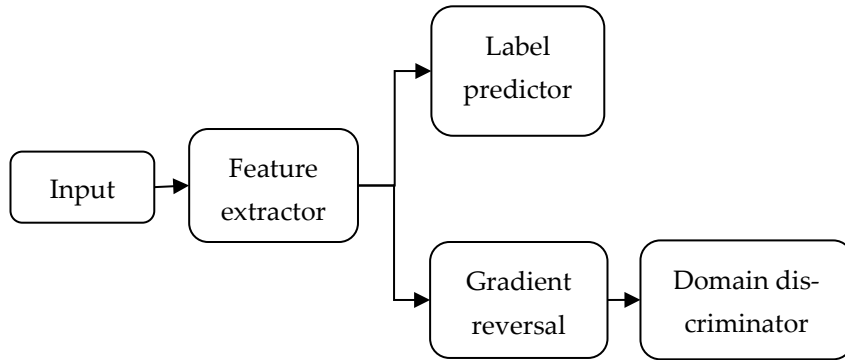 Label
predictor
Input
Feature
extractor
Gradient
reversal
Domain dis-
criminator